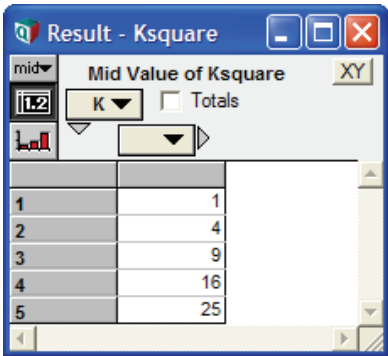 Result - Ksquare
mid
Mid Value of Ksquare
XY
1.2
K
Totals
1 1
2 4
3 9
4 16
5 25